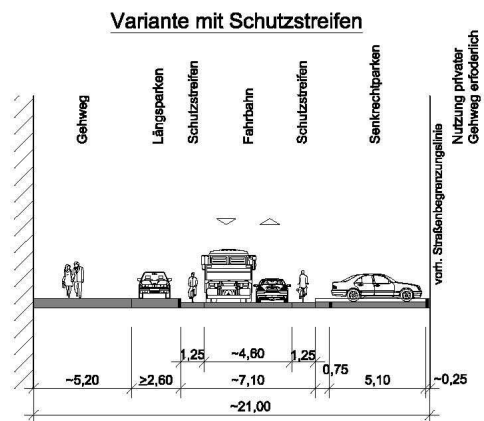 Variante mit Schutzstreifen
Gehweg
Längsparken
Schutzstreifen
Fahrbahn
Schutzstreifen
Senkrechtparken
vorh. Straßenbegrenzungslinie
Nutzung privater
Gehweg erfoderlich
1,25
~4,60
1,25
0,75
~5,20
≥2,60
~7,10
5,10
~0,25
~21,00